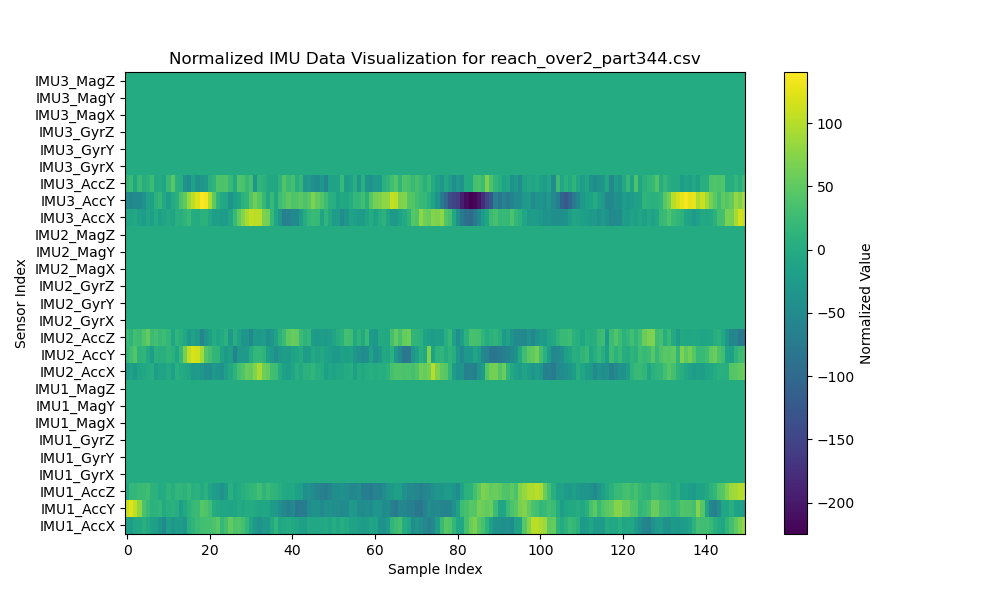 Normalized IMU Data Visualization for reach_over2_part344.csv
IMU3_MagZ
IMU3_MagY
IMU3_MagX
IMU3_GyrZ
IMU3_GyrY
IMU3_GyrX
IMU3_AccZ
IMU3_AccY
IMU3_AccX
IMU2_MagZ
IMU2_MagY
IMU2_MagX
IMU2_GyrZ
IMU2_GyrY
IMU2_GyrX
IMU2_AccZ
IMU2_AccY
IMU2_AccX
IMU1_MagZ
IMU1_MagY
IMU1_MagX
IMU1_GyrZ
IMU1_GyrY
IMU1_GyrX
IMU1_AccZ
IMU1_AccY
IMU1_AccX
Sensor Index
0 20 40 60 80 100 120 140
Sample Index
100
50
0
−50
−100
−150
−200
Normalized Value